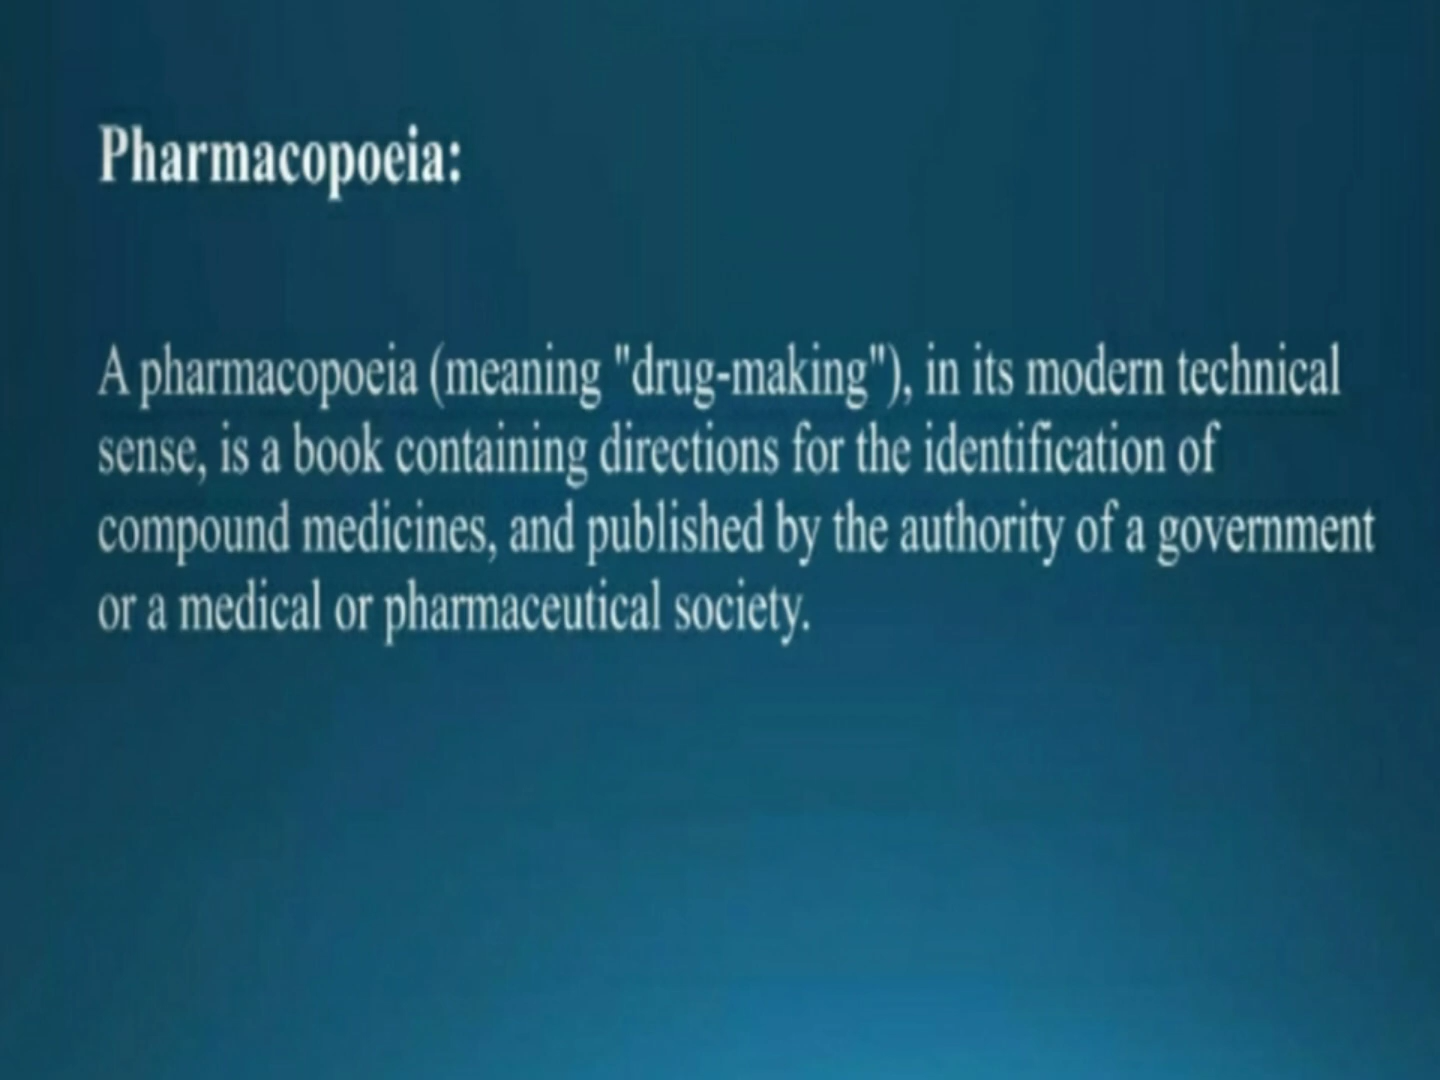 Pharmacopoeia:
A pharmacopoeia (meaning "drug-making"), in its modern technical
sense, is a book containing directions for the identification of
compound medicines, and published by the authority of a government
or a medical or pharmaceutical society.